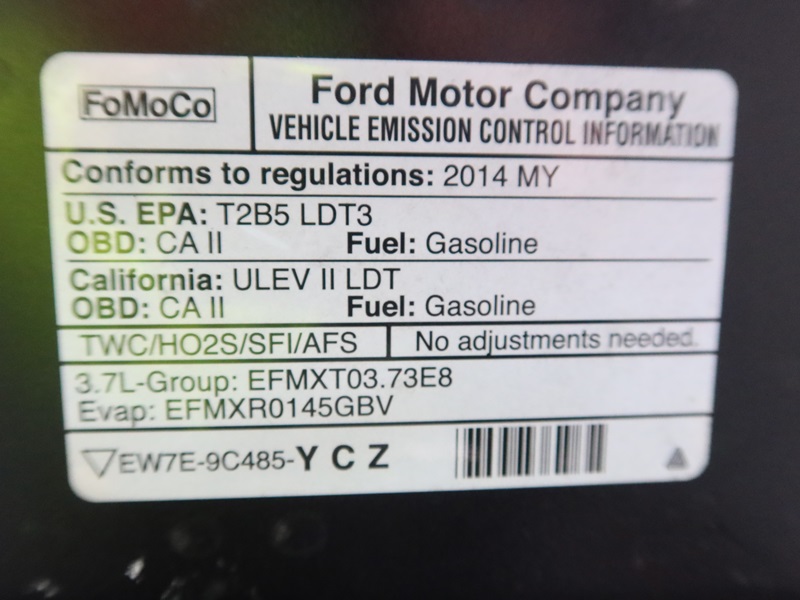 FoMoCo
Ford Motor Company
VEHICLE EMISSION CONTROL INFORMATION
Conforms to regulations: 2014 MY
U.S. EPA: T2B5 LDT3
OBD: CA II Fuel: Gasoline
California: ULEV II LDT
OBD: CA II Fuel: Gasoline
TWC/HO2S/SFI/AFS No adjustments needed.
3.7L-Group: EFMXT03.73E8
Evap: EFMXR0145GBV
EW7E-9C485-Y C Z